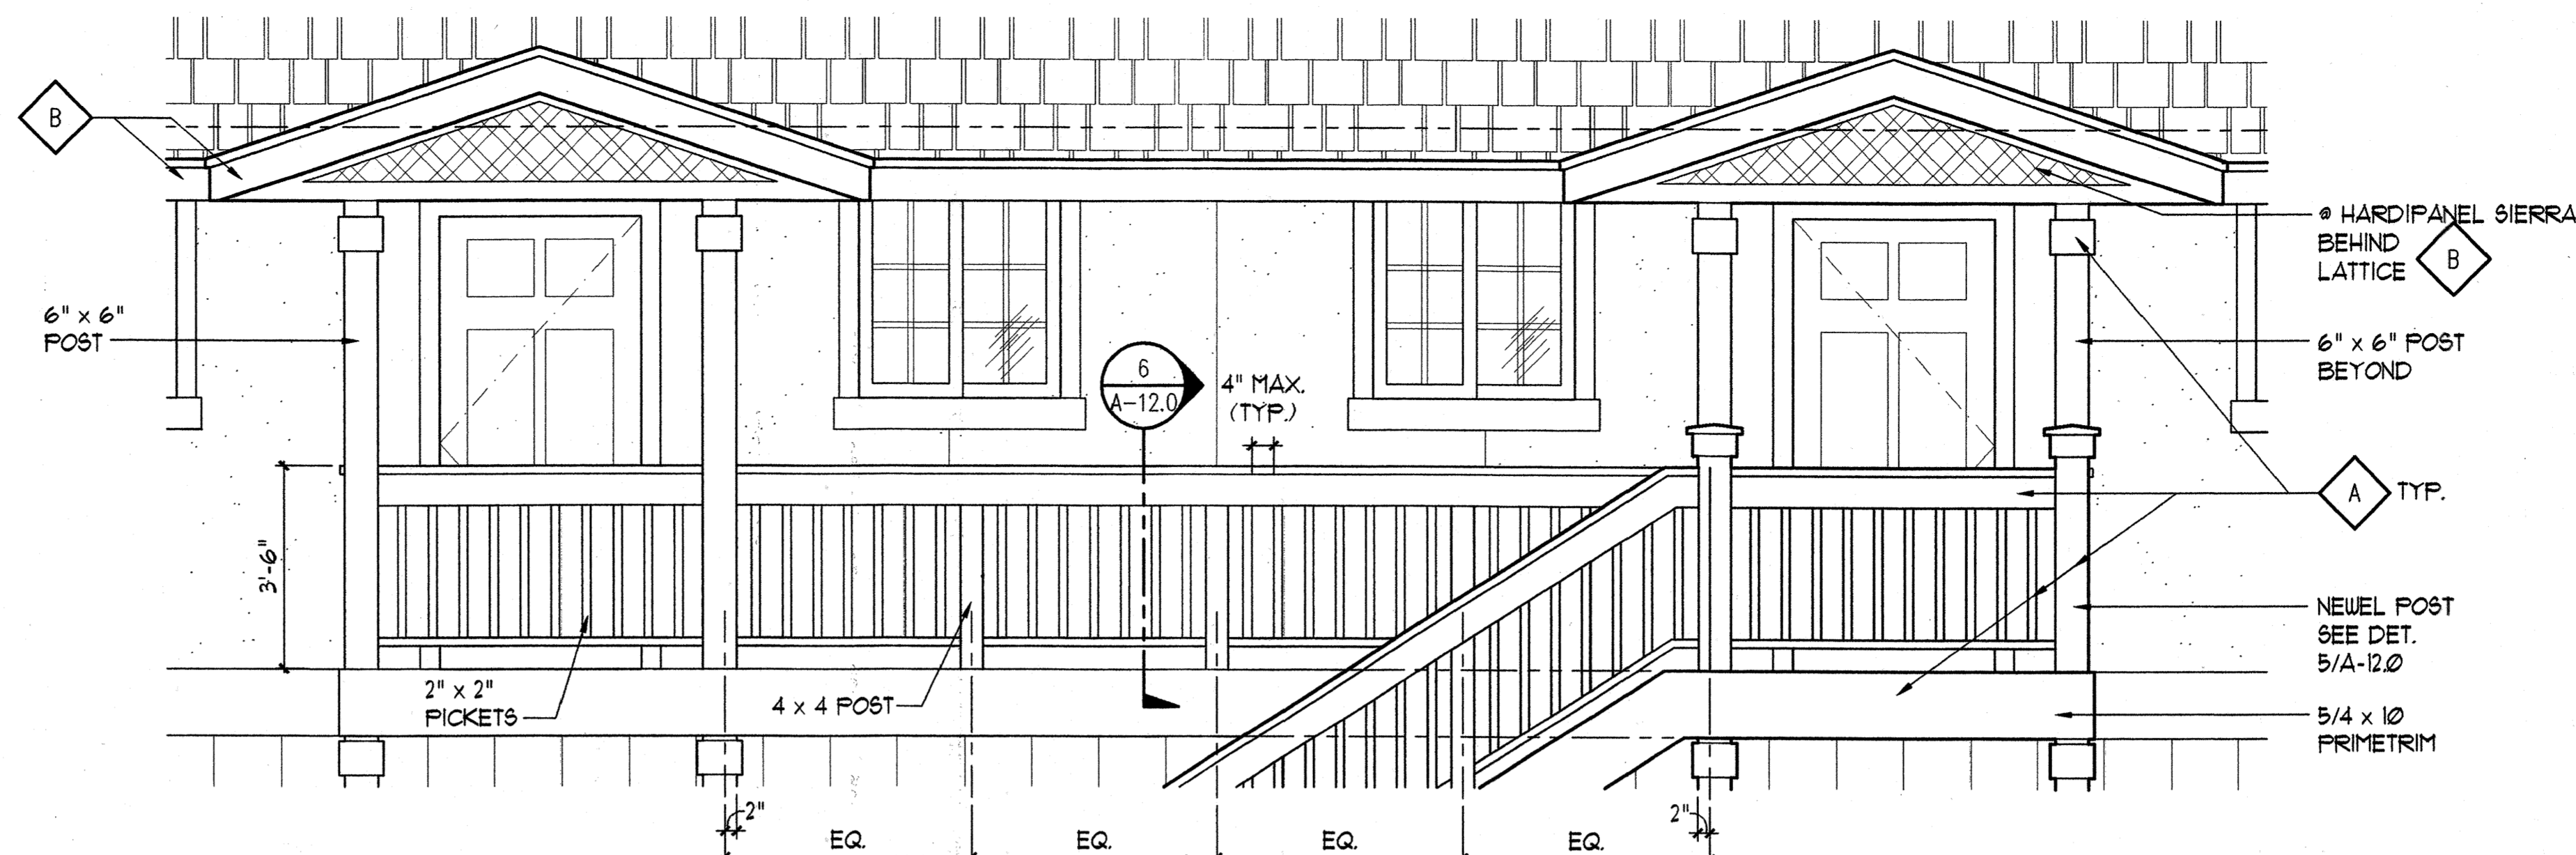 B
@ HARDIPANEL SIERRA
BEHIND
LATTICE
B
6" x 6"
POST
6" x 6" POST
BEYOND
6
A-12.0
4" MAX.
(TYP.)
A
TYP.
3'-6"
NEWEL POST
SEE DET.
5/A-12.0
2" x 2"
PICKETS
4 x 4 POST
5/4 x 10
PRIMETRIM
2"
2"
EQ.
EQ.
EQ.
EQ.